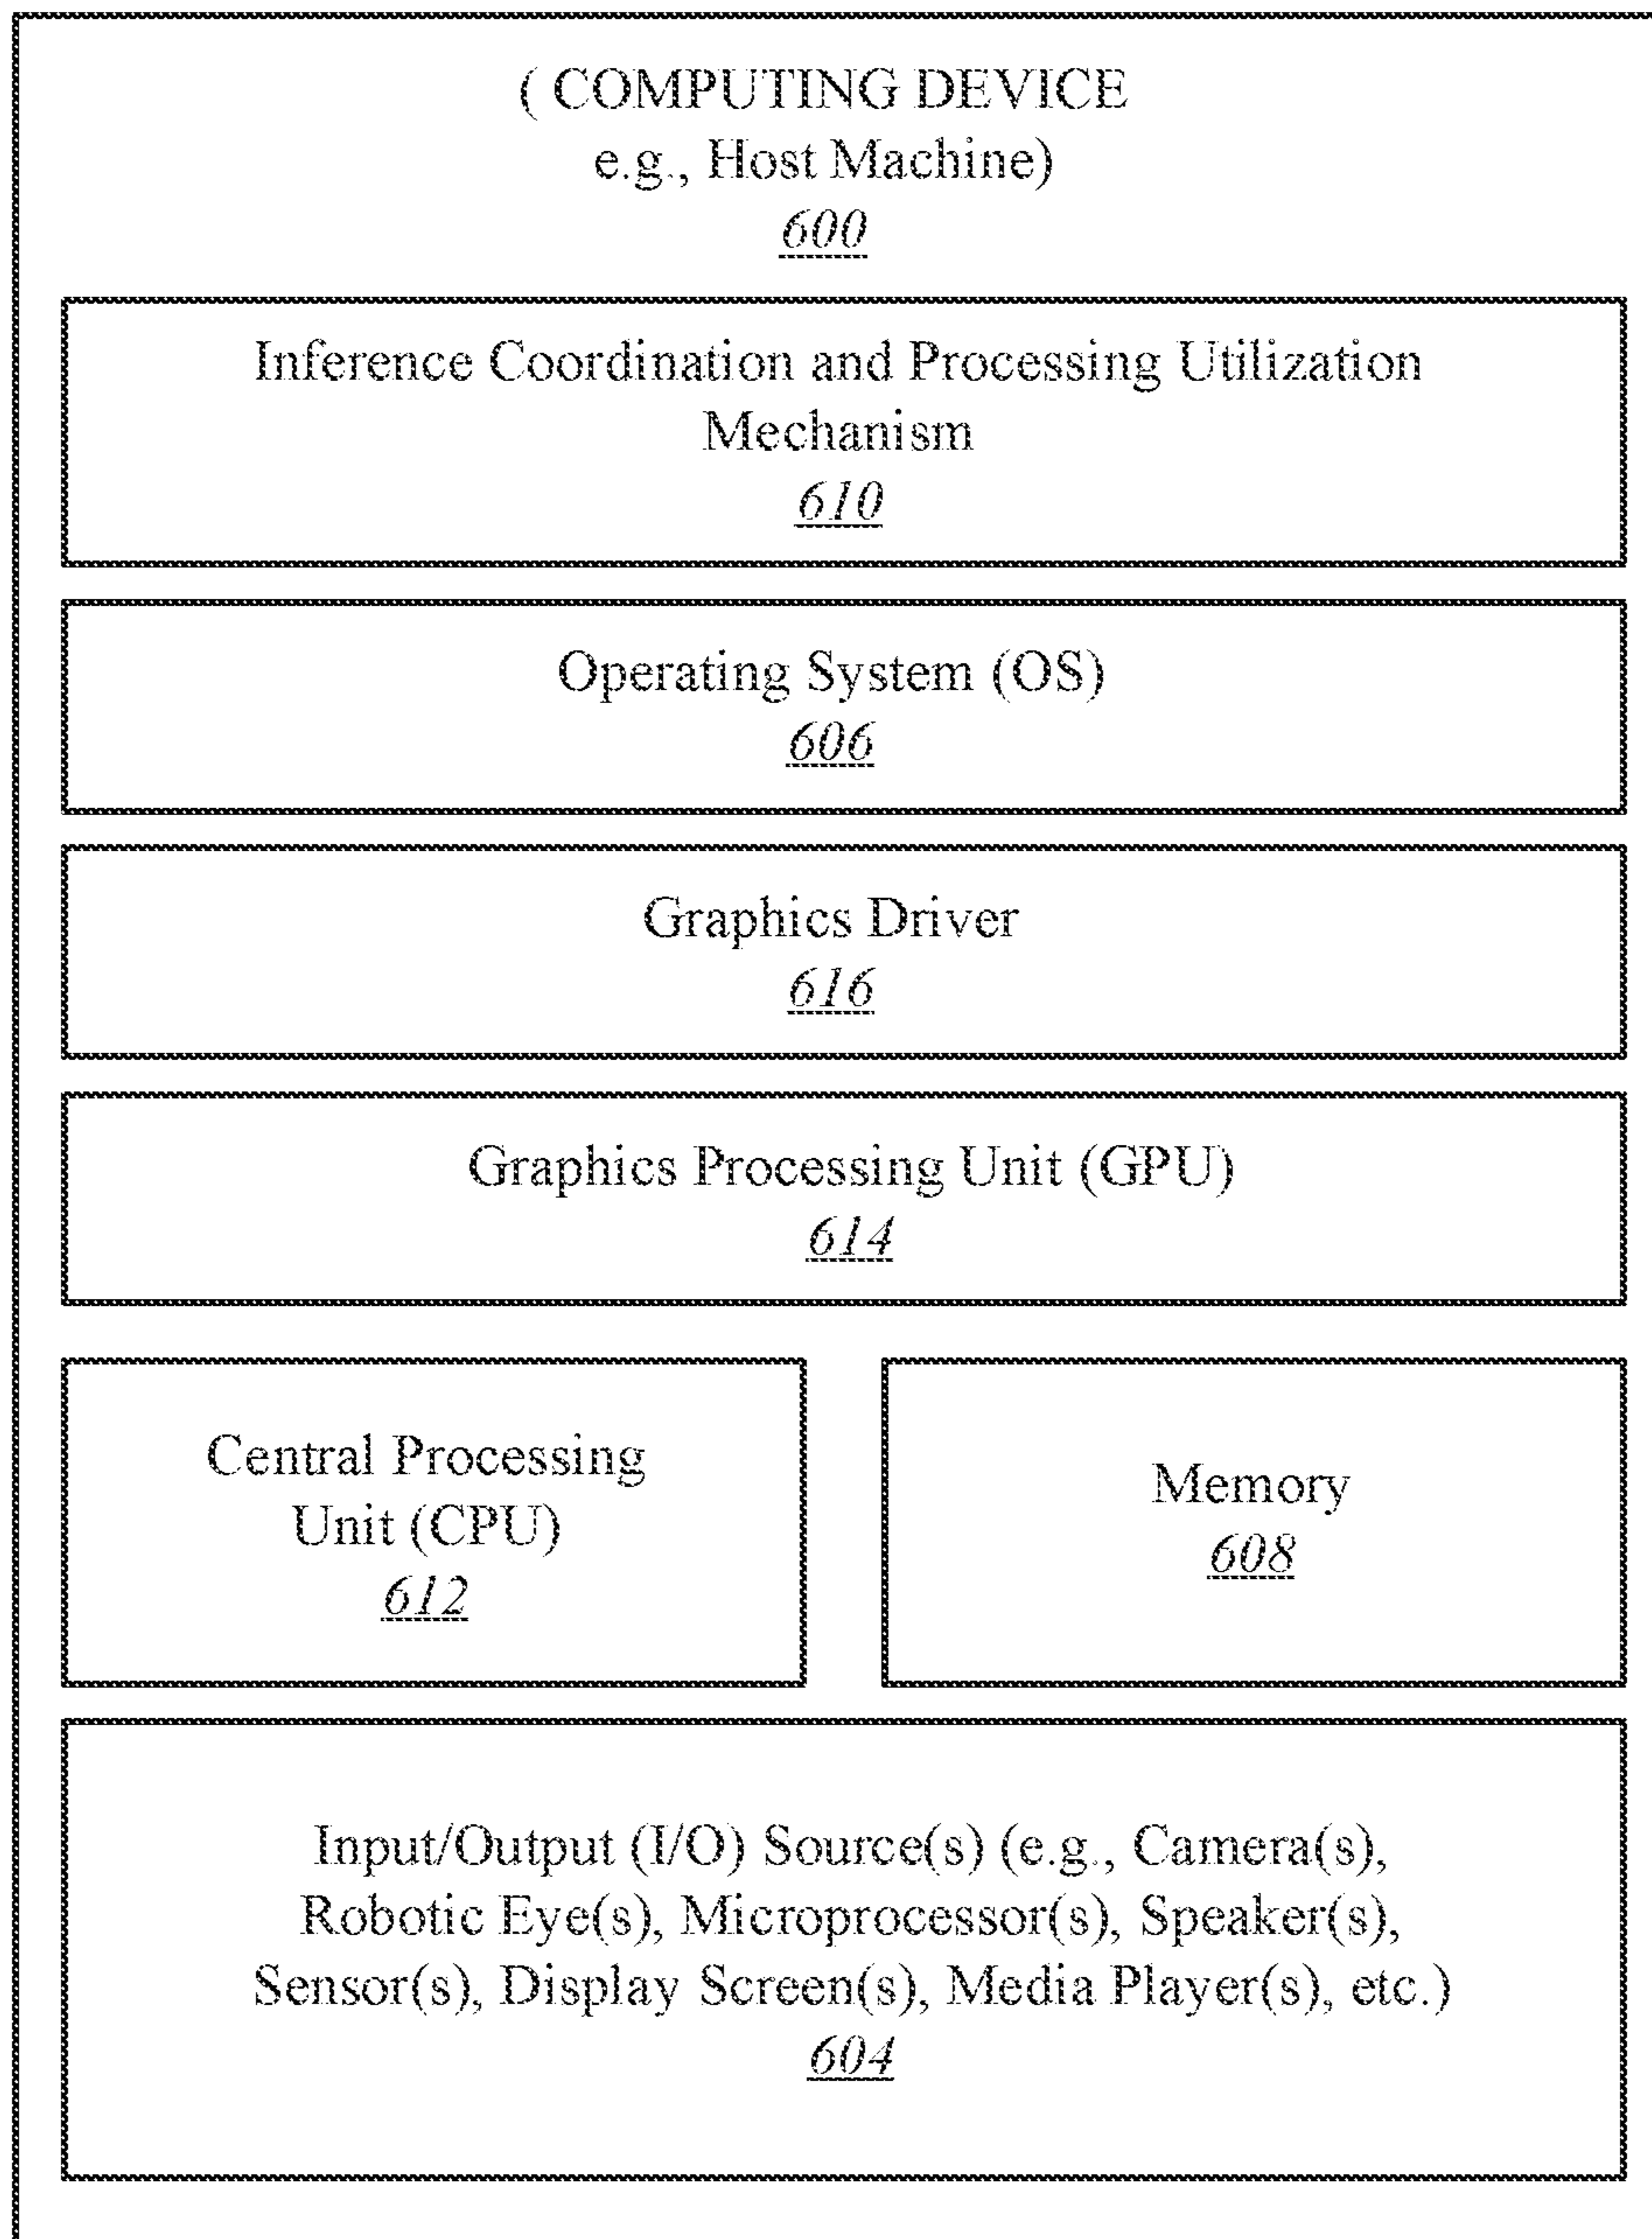 ( COMPUTING DEVICE
e.g., Host Machine)
600
Inference Coordination and Processing Utilization
Mechanism
610
Operating System (OS)
606
Graphics Driver
616
Graphics Processing Unit (GPU)
614
Central Processing
Unit (CPU)
612
Memory
608
Input/Output (I/O) Source(s) (e.g., Camera(s),
Robotic Eye(s), Microprocessor(s), Speaker(s),
Sensor(s), Display Screen(s), Media Player(s), etc.)
604